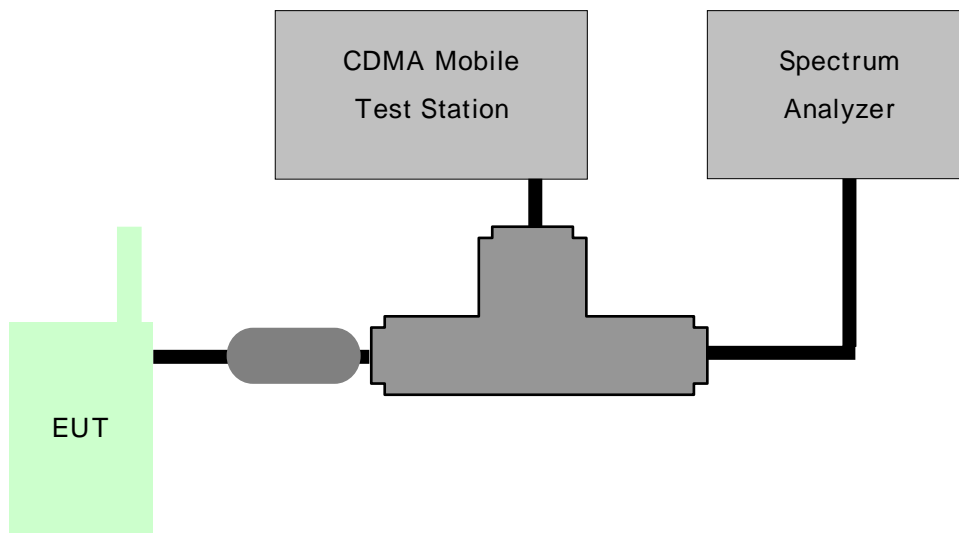 CDMA Mobile
Test Station
Spectrum
Analyzer
EUT